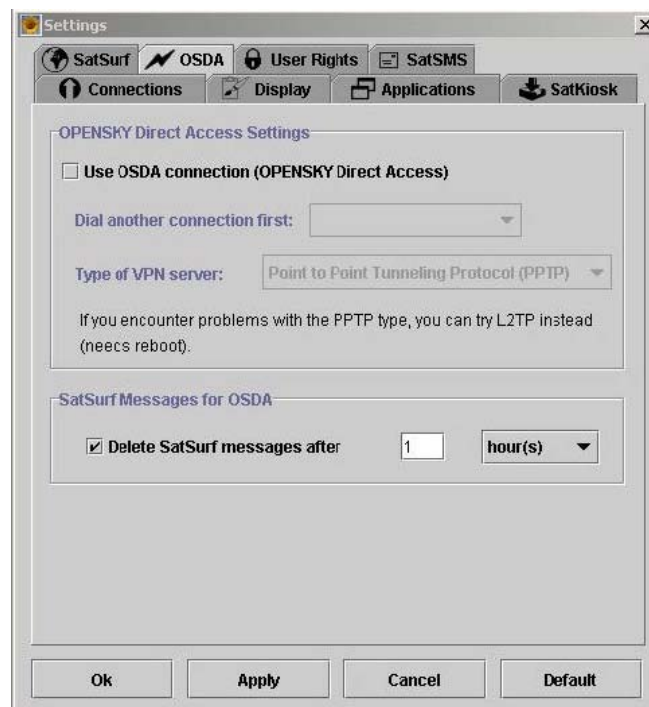 Settings
SatSurf OSDA User Rights SatSMS
Connections Display Applications SatKiosk
OPENSKY Direct Access Settings
Use OSDA connection (OPENSKY Direct Access)
Dial another connection first:
Type of VPN server: Point to Point Tunneling Protocol (PPTP)
If you encounter problems with the PPTP type, you can try L2TP instead
(needs reboot).
SatSurf Messages for OSDA
Delete SatSurf messages after 1 hour(s)
Ok Apply Cancel Default